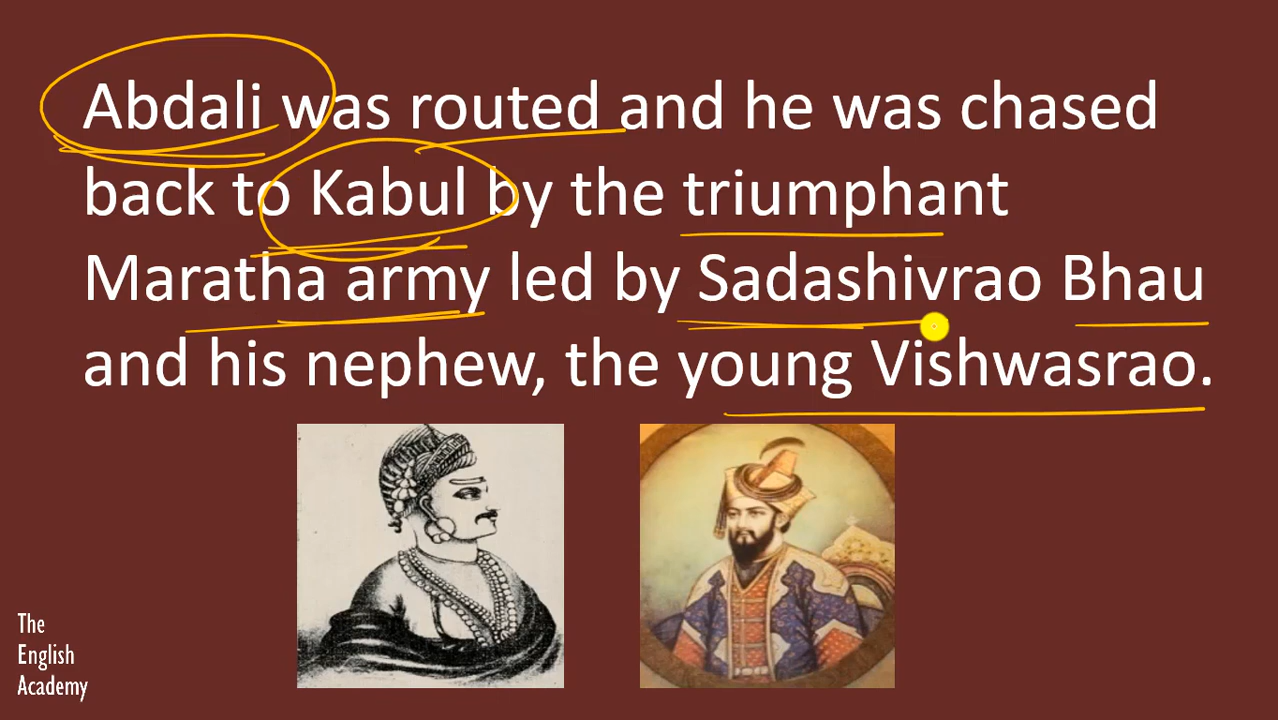 Abdali was routed and he was chased
back to Kabul by the triumphant
Maratha army led by Sadashivrao Bhau
and his nephew, the young Vishwasrao.
The
English
Academy